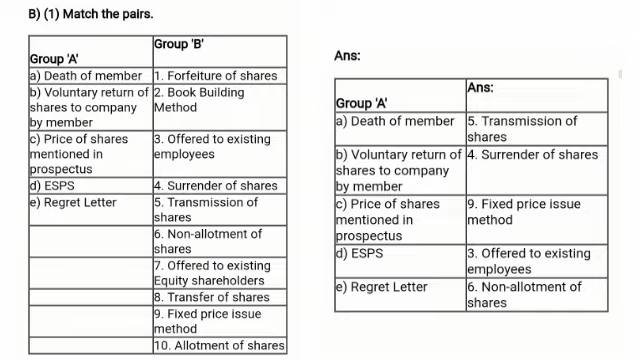 B) (1) Match the pairs.
Group 'A' Group 'B'
a) Death of member 1. Forfeiture of shares
b) Voluntary return of 2. Book Building
shares to company Method
by member
c) Price of shares 3. Offered to existing
mentioned in employees
prospectus
d) ESPS 4. Surrender of shares
e) Regret Letter 5. Transmission of
shares
6. Non-allotment of
shares
7. Offered to existing
Equity shareholders
8. Transfer of shares
9. Fixed price issue
method
10. Allotment of shares
Ans:
Group 'A' Ans:
a) Death of member 5. Transmission of
shares
b) Voluntary return of 4. Surrender of shares
shares to company
by member
c) Price of shares 9. Fixed price issue
mentioned in method
prospectus
d) ESPS 3. Offered to existing
employees
e) Regret Letter 6. Non-allotment of
shares